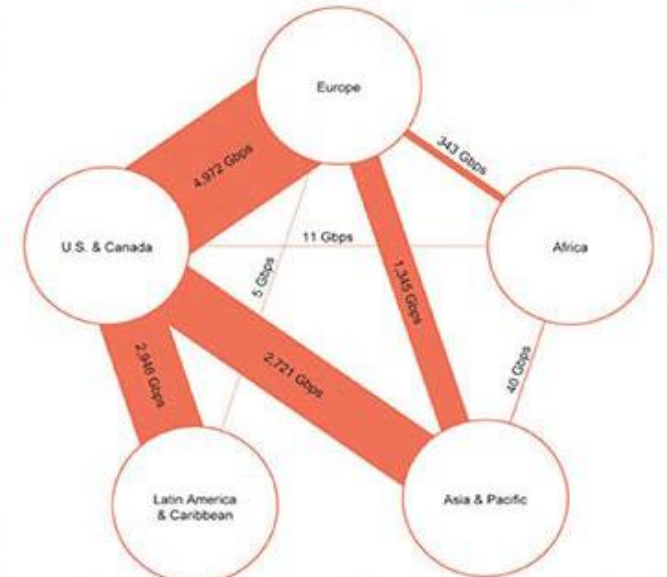 Europe
4,972 Gbps
343 Gbps
U.S. & Canada
11 Gbps
Africa
5 Gbps
1,345 Gbps
2,946 Gbps
2,721 Gbps
40 Gbps
Latin America
& Caribbean
Asia & Pacific